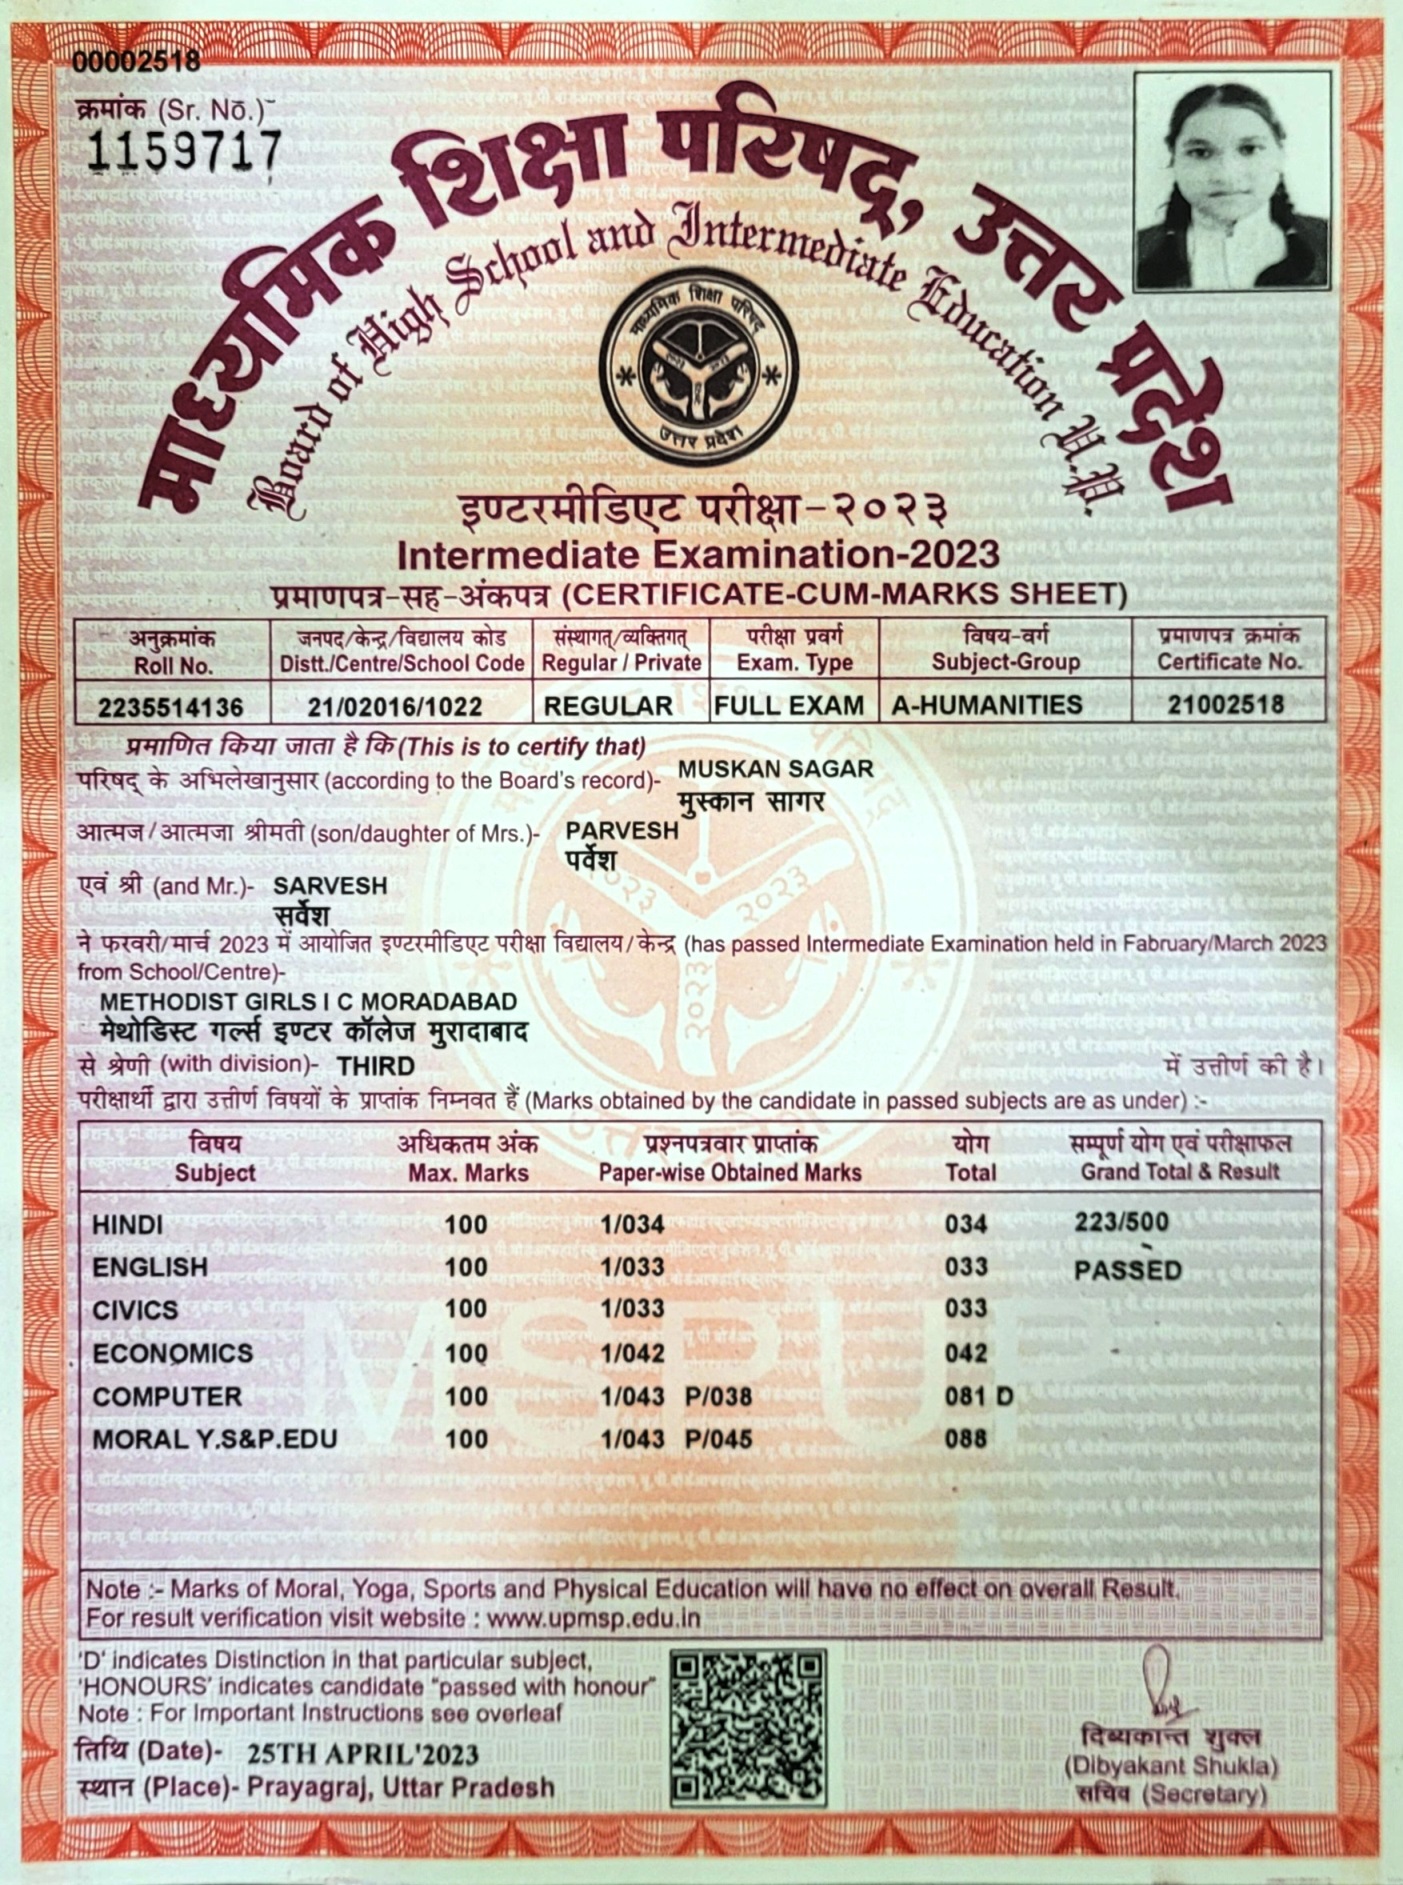 00002518
क्रमांक (Sr. No.)
1159717
माध्यमिक शिक्षा परिषद्, उत्तर प्रदेश
Board of High School and Intermediate Education U.P.
माध्यमिक शिक्षा परिषद्
उत्तर प्रदेश
इण्टरमीडिएट परीक्षा-२०२३
Intermediate Examination-2023
प्रमाणपत्र-सह-अंकपत्र (CERTIFICATE-CUM-MARKS SHEET)
अनुक्रमांक जनपद/केन्द्र/विद्यालय कोड संस्थागत/व्यक्तिगत् परीक्षा प्रवर्ग विषय-वर्ग प्रमाणपत्र क्रमांक
Roll No. Distt./Centre/School Code Regular / Private Exam. Type Subject-Group Certificate No.
2235514136 21/02016/1022 REGULAR FULL EXAM A-HUMANITIES 21002518
प्रमाणित किया जाता है कि (This is to certify that)
परिषद् के अभिलेखानुसार (according to the Board's record)- MUSKAN SAGAR
मुस्कान सागर
आत्मज/आत्मजा श्रीमती (son/daughter of Mrs.)- PARVESH
पर्वेश
एवं श्री (and Mr.)- SARVESH
सर्वेश
ने फरवरी/मार्च 2023 में आयोजित इण्टरमीडिएट परीक्षा विद्यालय/केन्द्र (has passed Intermediate Examination held in Fabruary/March 2023
from School/Centre)-
METHODIST GIRLS I C MORADABAD
मेथोडिस्ट गर्ल्स इण्टर कॉलेज मुरादाबाद
से श्रेणी (with division)- THIRD में उत्तीर्ण की है।
परीक्षार्थी द्वारा उत्तीर्ण विषयों के प्राप्तांक निम्नवत हैं (Marks obtained by the candidate in passed subjects are as under) :-
विषय अधिकतम अंक प्रश्नपत्रवार प्राप्तांक योग सम्पूर्ण योग एवं परीक्षाफल
Subject Max. Marks Paper-wise Obtained Marks Total Grand Total & Result
HINDI 100 1/034 034 223/500
ENGLISH 100 1/033 033 PASSED
CIVICS 100 1/033 033
ECONOMICS 100 1/042 042
COMPUTER 100 1/043 P/038 081 D
MORAL Y.S&P.EDU 100 1/043 P/045 088
Note :- Marks of Moral, Yoga, Sports and Physical Education will have no effect on overall Result.
For result verification visit website : www.upmsp.edu.in
'D' indicates Distinction in that particular subject,
'HONOURS' indicates candidate "passed with honour"
Note : For Important Instructions see overleaf
तिथि (Date)- 25TH APRIL'2023
स्थान (Place)- Prayagraj, Uttar Pradesh
दिब्यकान्त शुक्ल
(Dibyakant Shukla)
सचिव (Secretary)